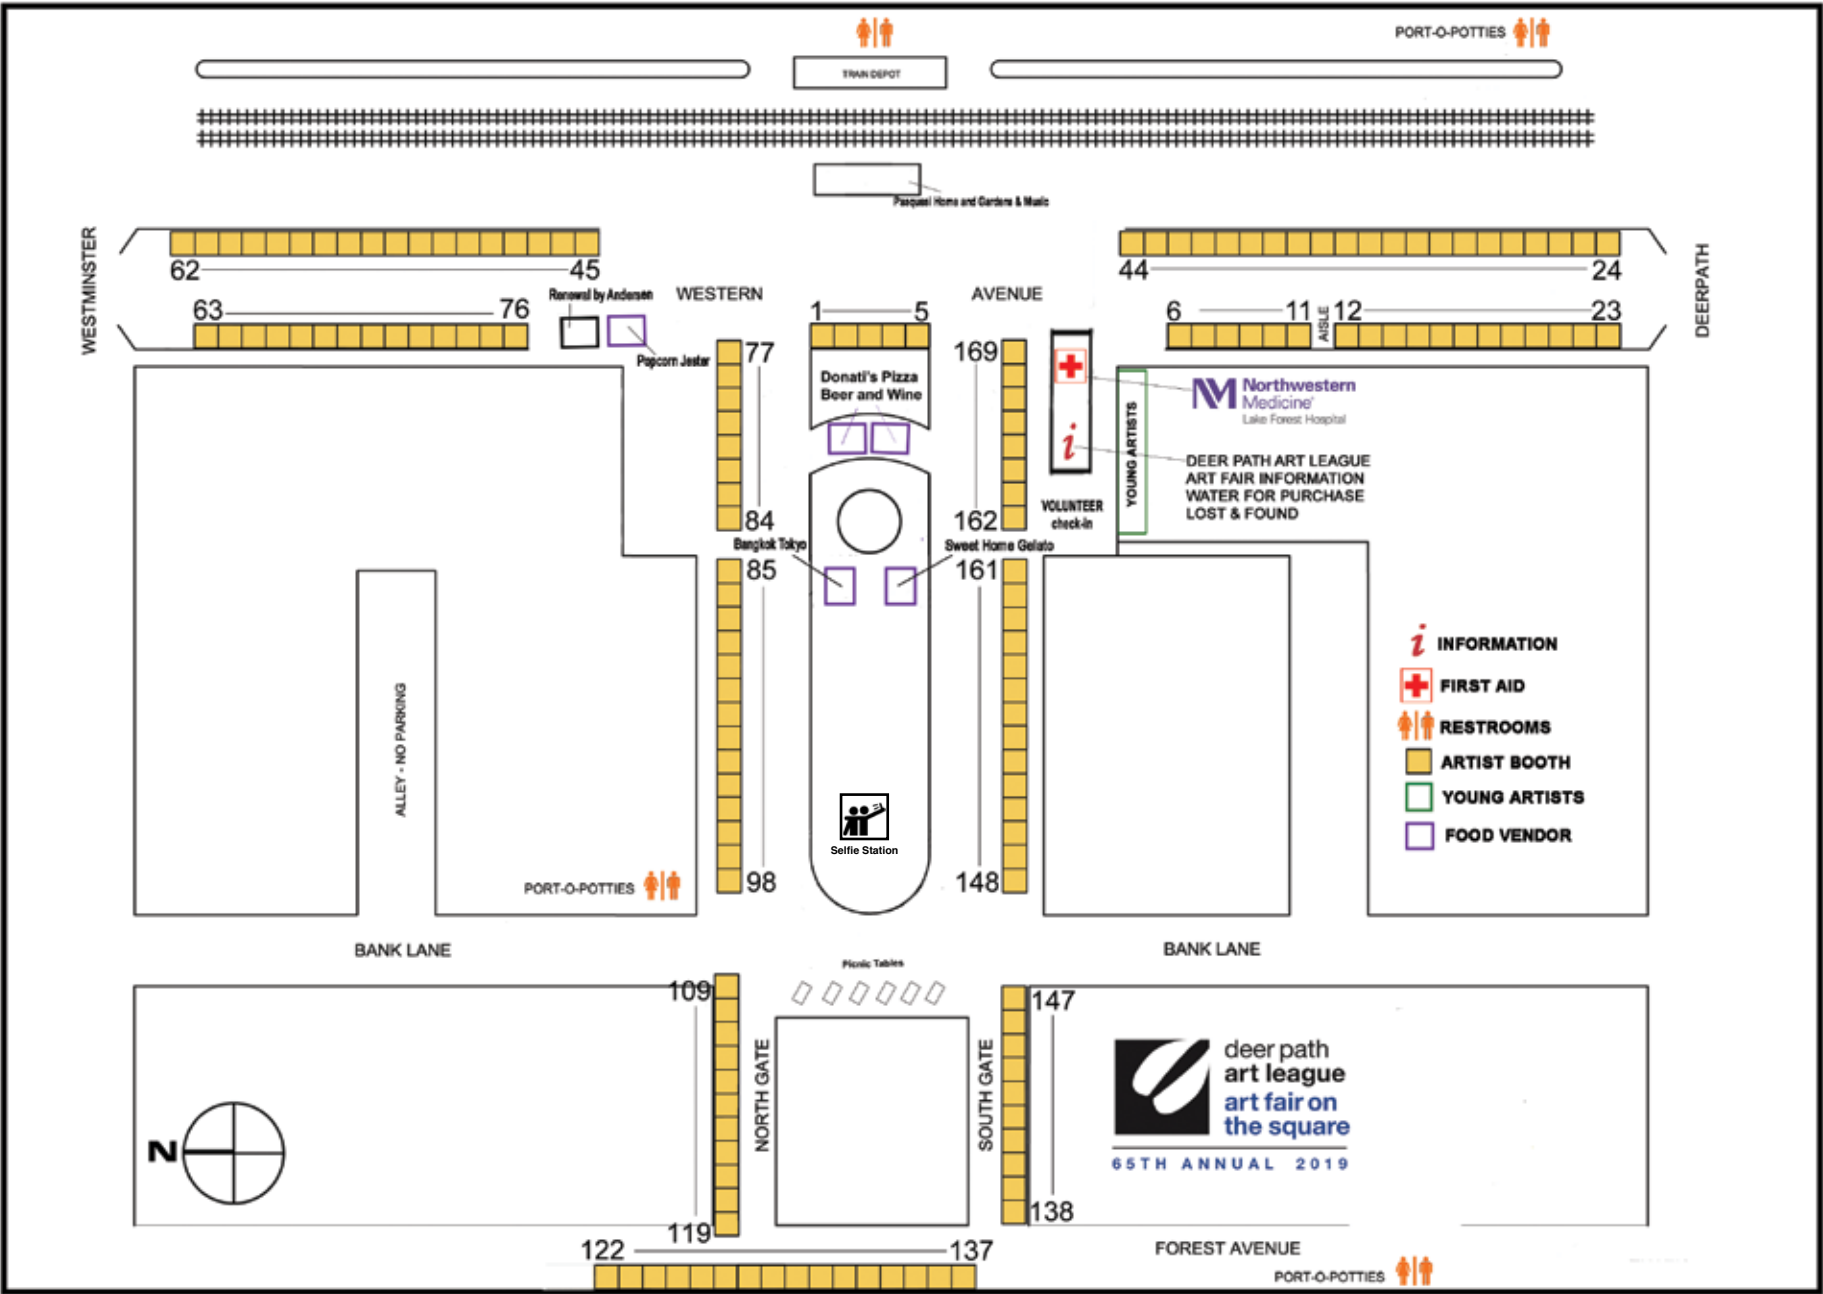 PORT-O-POTTIES
TRAIN DEPOT
Pasquesi Home and Gardens & Music
WESTMINSTER
62
45
44
24
DEERPATH
Renewal by Andersen
WESTERN
AVENUE
63
76
1
5
6
11
AISLE
12
23
Popcorn Jester
77
169
Donati's Pizza
Beer and Wine
Northwestern
Medicine
Lake Forest Hospital
YOUNG ARTISTS
i
DEER PATH ART LEAGUE
ART FAIR INFORMATION
WATER FOR PURCHASE
LOST & FOUND
VOLUNTEER
check-in
84
162
Bangkok Tokyo
Sweet Home Gelato
85
161
ALLEY - NO PARKING
i INFORMATION
FIRST AID
RESTROOMS
ARTIST BOOTH
YOUNG ARTISTS
FOOD VENDOR
Selfie Station
98
148
PORT-O-POTTIES
BANK LANE
BANK LANE
Picnic Tables
109
147
NORTH GATE
SOUTH GATE
deer path
art league
art fair on
the square
65TH ANNUAL 2019
N
119
138
122
137
FOREST AVENUE
PORT-O-POTTIES